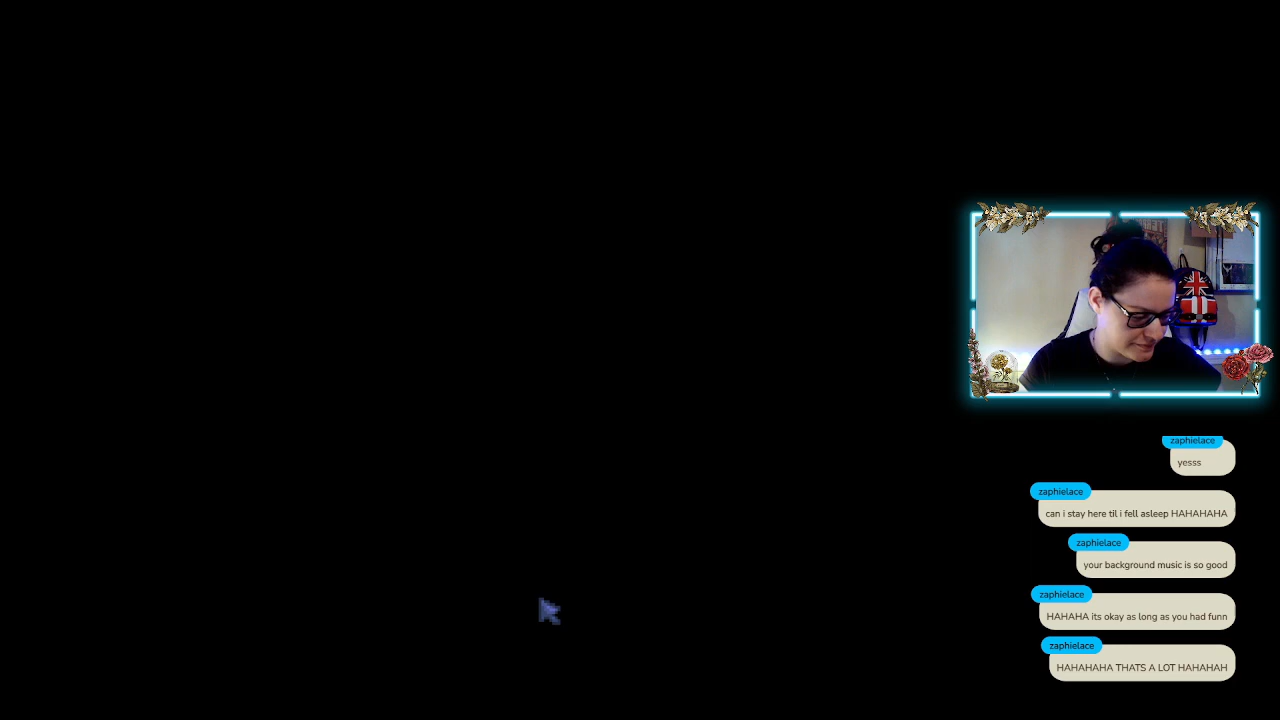 zaphielace
yesss
zaphielace
can i stay here til i fell asleep HAHAHAHA
zaphielace
your background music is so good
zaphielace
HAHAHA its okay as long as you had funn
zaphielace
HAHAHAHA THATS A LOT HAHAHAH